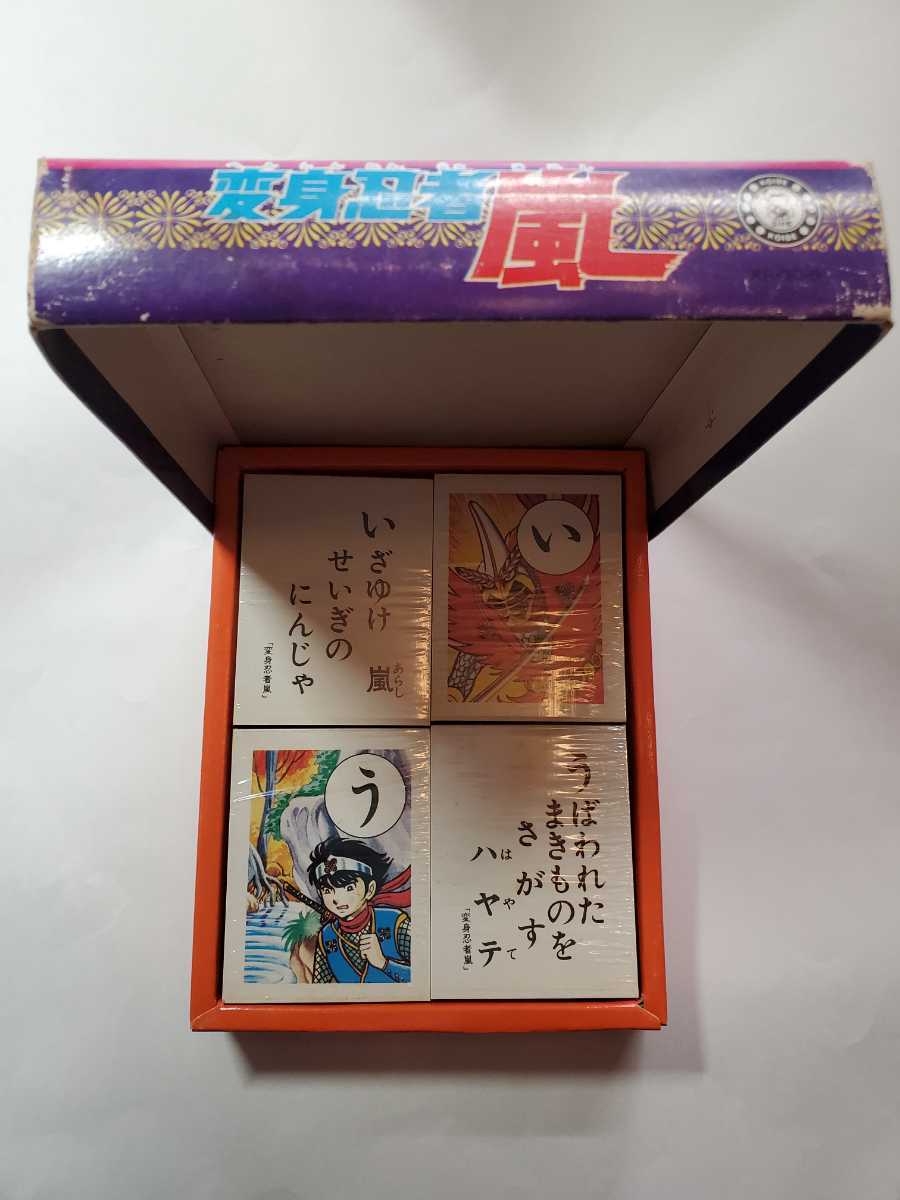 変身忍者嵐
KOIDE
いざゆけ 嵐
あらし
せいぎの
にんじゃ
「変身忍者嵐」
い
う
うばわれた
まきものを
さがす
ハヤテ
はやて
「変身忍者嵐」